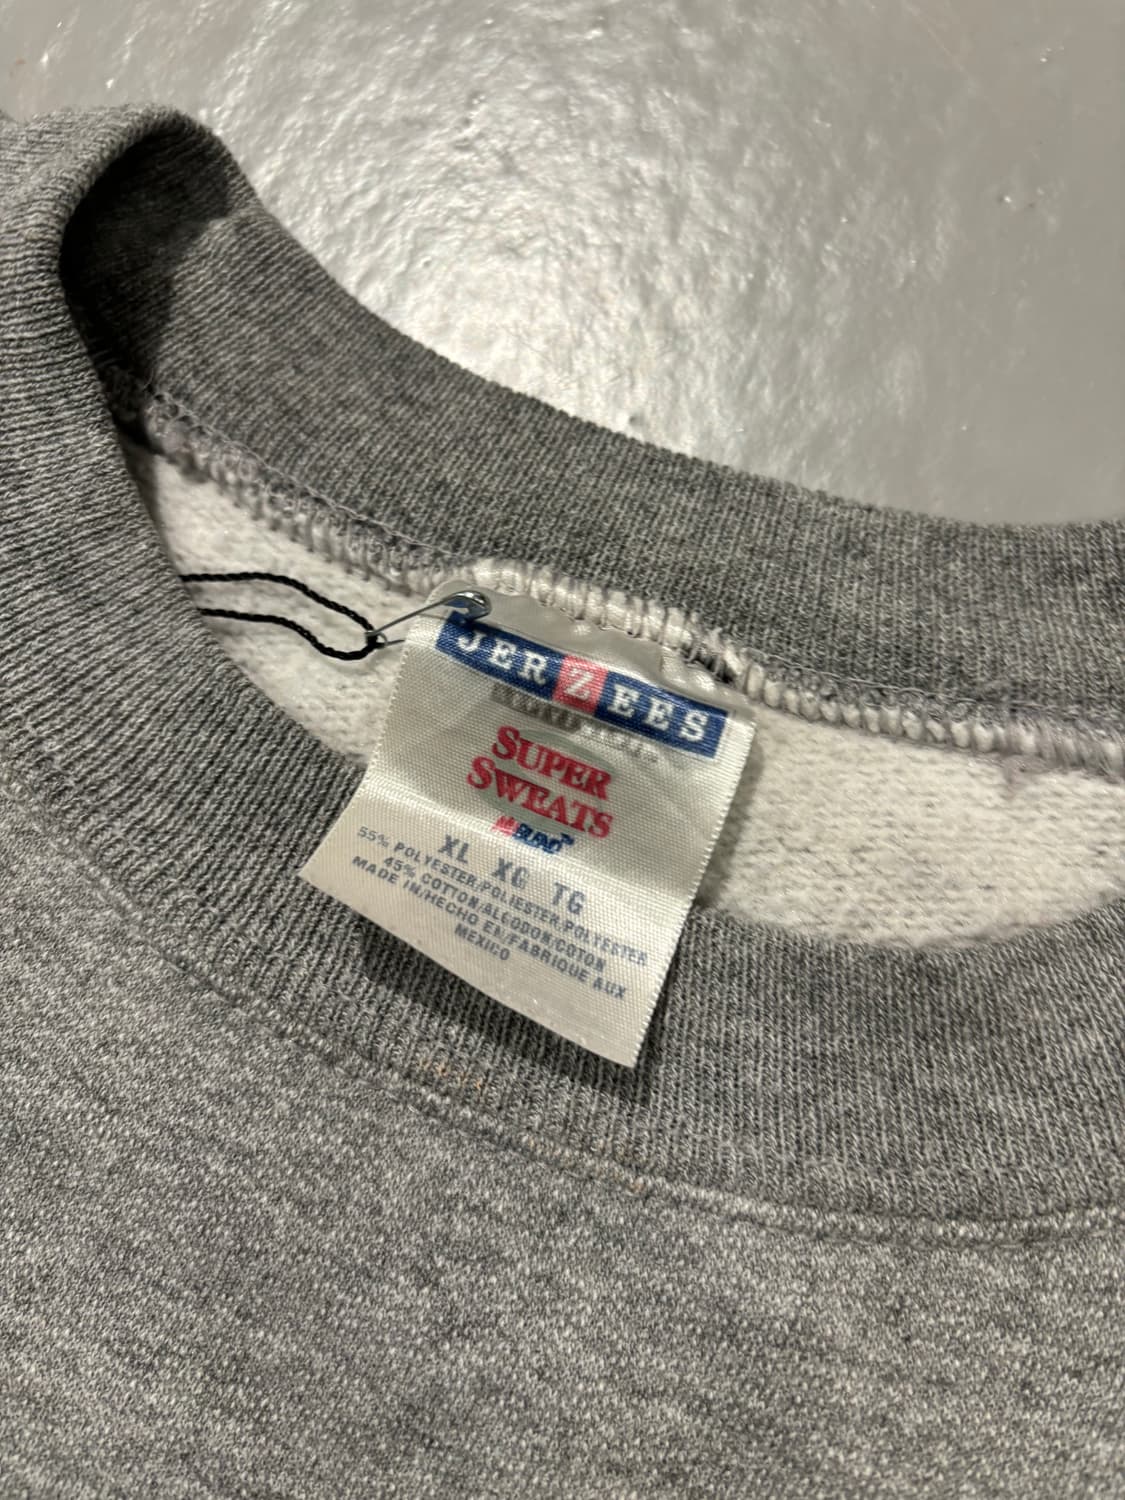 JERZEES
SUPER
SWEATS
BLEND™
XL XG TG
55% POLYESTER/POLIESTER/POLYESTER
45% COTTON/ALGODON/COTON
MADE IN/HECHO EN/FABRIQUE AUX
MEXICO